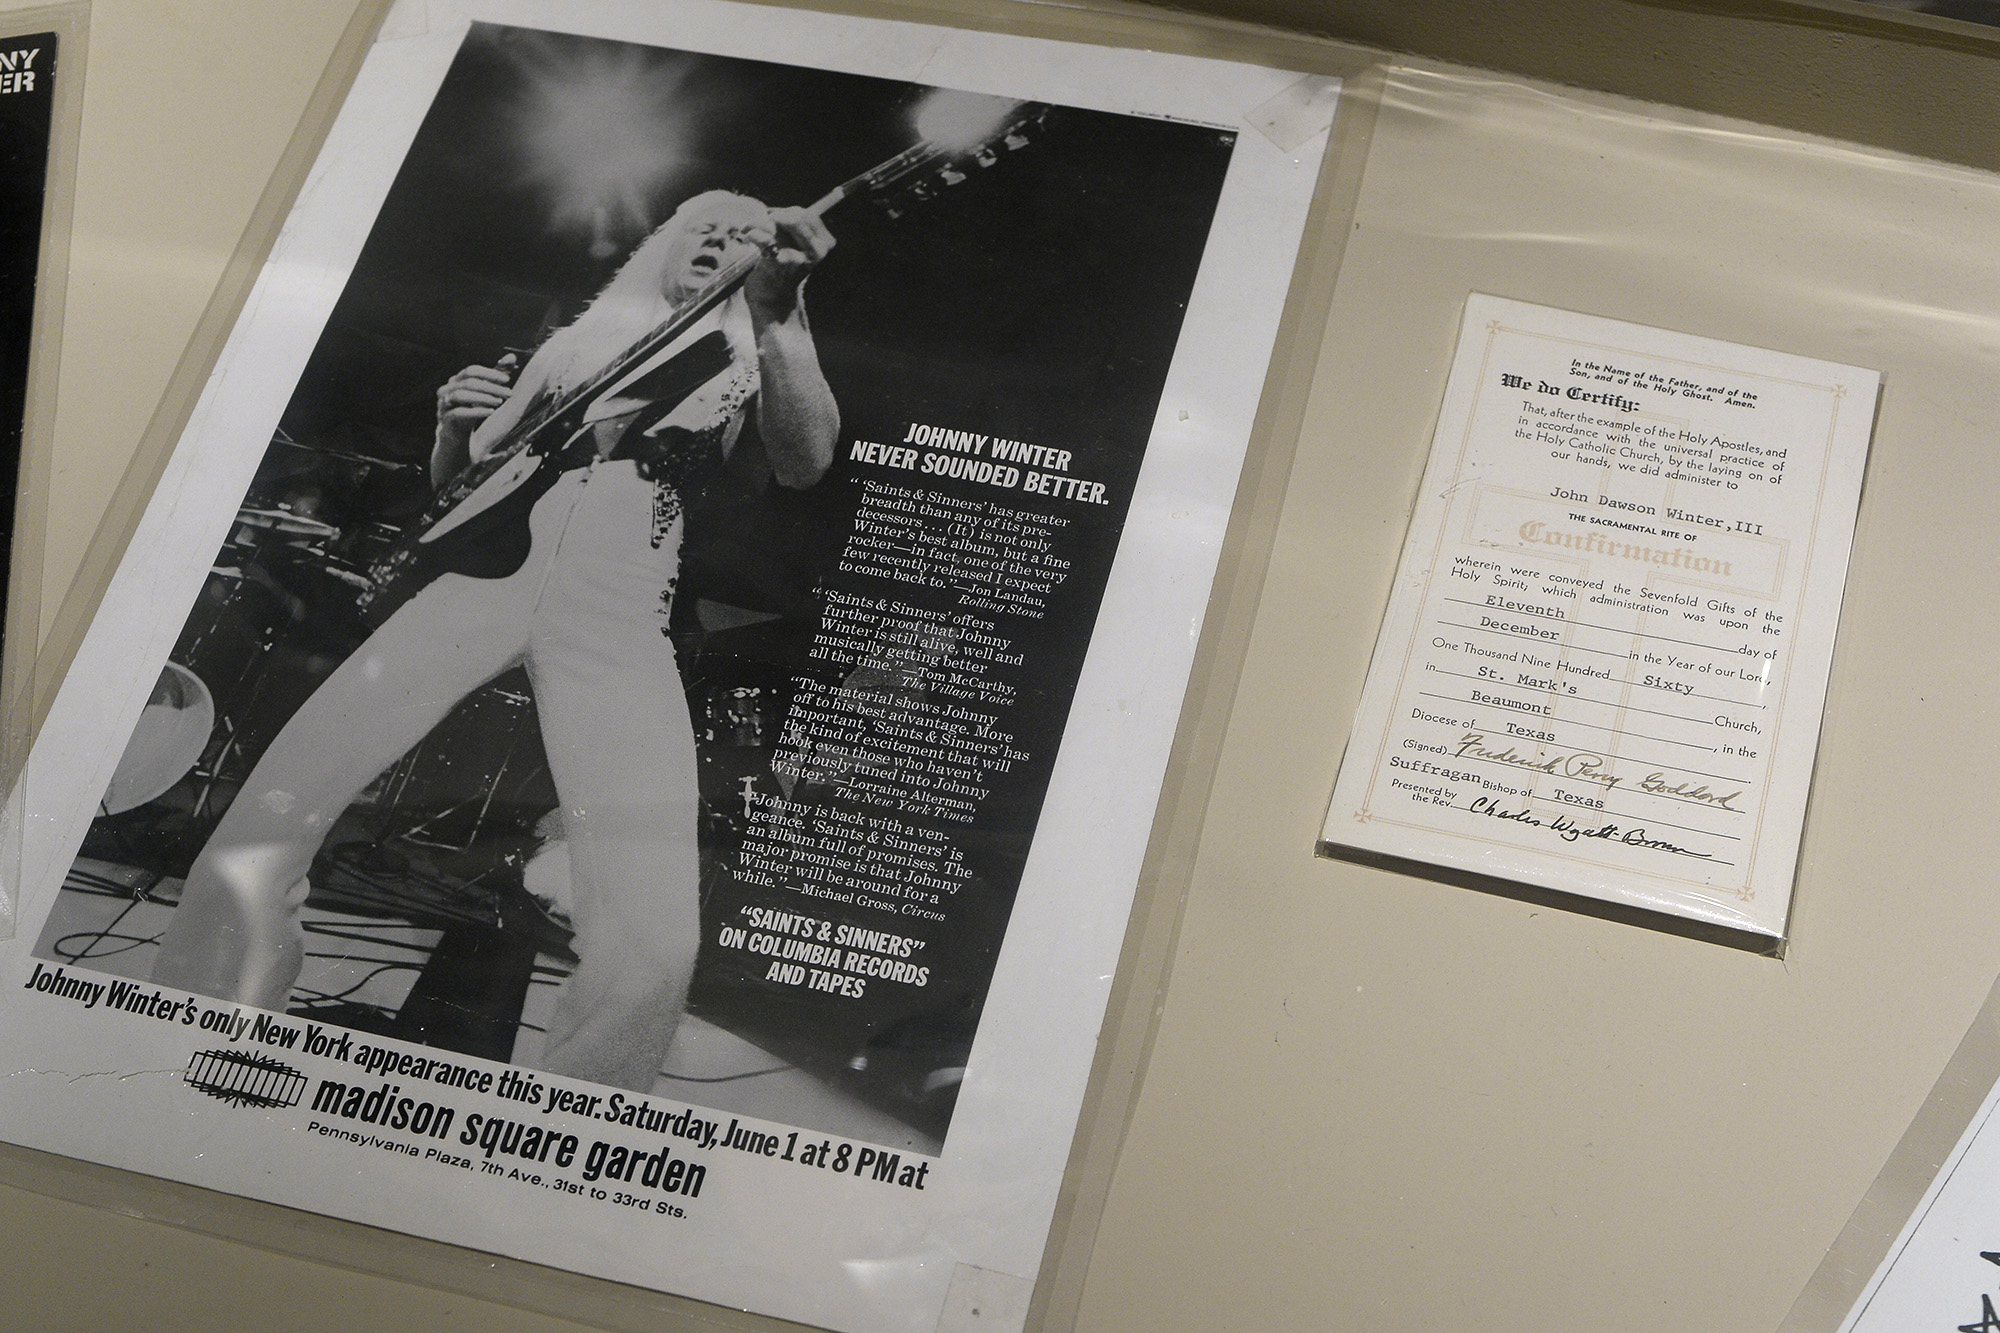 NY
ER
JOHNNY WINTER
NEVER SOUNDED BETTER.
“ ‘Saints & Sinners’ has greater
breadth than any of its pre-
decessors . . . (It) is not only
Winter’s best album, but a fine
rocker—in fact, one of the very
few recently released I expect
to come back to.”—Jon Landau,
Rolling Stone
“ ‘Saints & Sinners’ offers
further proof that Johnny
Winter is still alive, well and
musically getting better
all the time.”—Tom McCarthy,
The Village Voice
“The material shows Johnny
off to his best advantage. More
important, ‘Saints & Sinners’ has
the kind of excitement that will
hook even those who haven’t
previously tuned into Johnny
Winter.”—Lorraine Alterman,
The New York Times
“Johnny is back with a ven-
geance. ‘Saints & Sinners’ is
an album full of promises. The
major promise is that Johnny
Winter will be around for a
while.”—Michael Gross, Circus
“SAINTS & SINNERS”
ON COLUMBIA RECORDS
AND TAPES
Johnny Winter’s only New York appearance this year. Saturday, June 1 at 8 PM at
madison square garden
Pennsylvania Plaza, 7th Ave., 31st to 33rd Sts.
In the Name of the Father, and of the
Son, and of the Holy Ghost. Amen.
We do Certify:
That, after the example of the Holy Apostles, and
in accordance with the universal practice of
the Holy Catholic Church, by the laying on of
our hands, we did administer to
John Dawson Winter,III
THE SACRAMENTAL RITE OF
Confirmation
wherein were conveyed the Sevenfold Gifts of the
Holy Spirit; which administration was upon the
Eleventh day of
December in the Year of our Lord,
One Thousand Nine Hundred Sixty,
in St. Mark's Church,
Beaumont, in the
Diocese of Texas.
(Signed) Frederick Percy Goddard
Suffragan Bishop of Texas
Presented by
the Rev. Charles Wyatt-Brown